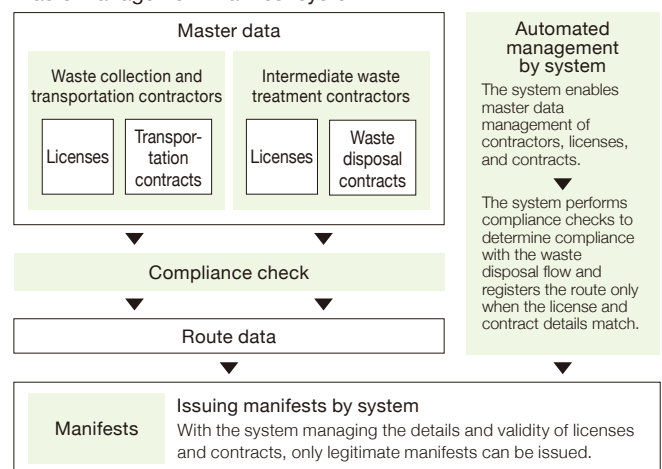 Master data
Waste collection and
transportation contractors
Licenses
Transpor-
tation
contracts
Intermediate waste
treatment contractors
Licenses
Waste
disposal
contracts
Compliance check
Route data
Automated
management
by system
The system enables
master data
management of
contractors, licenses,
and contracts.
The system performs
compliance checks to
determine compliance
with the waste
disposal flow and
registers the route only
when the license and
contract details match.
Manifests
Issuing manifests by system
With the system managing the details and validity of licenses
and contracts, only legitimate manifests can be issued.